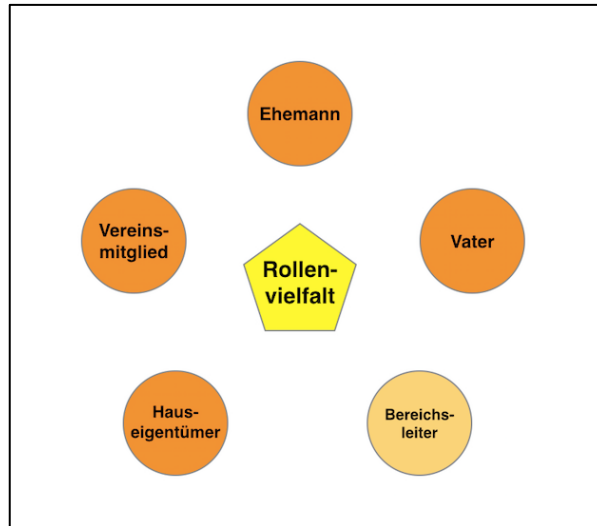 Ehemann
Vereins-
mitglied
Vater
Rollen-
vielfalt
Haus-
eigentümer
Bereichs-
leiter